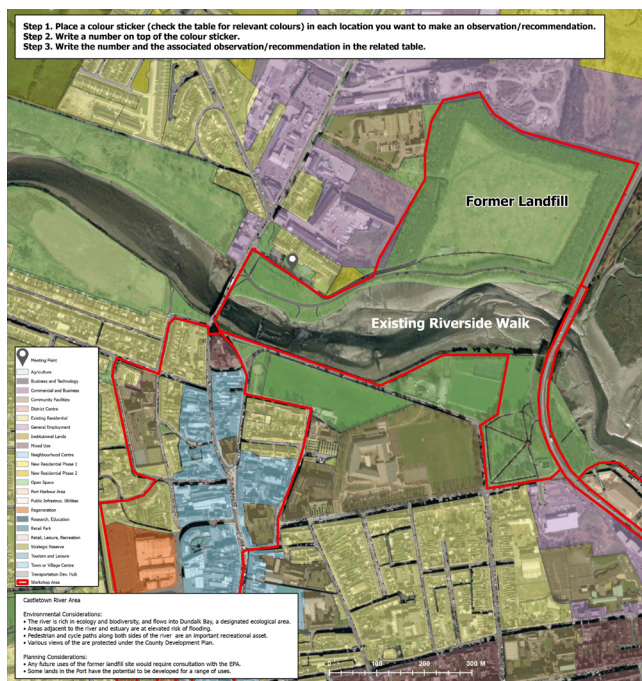 Step 1. Place a colour sticker (check the table for relevant colours) in each location you want to make an observation/recommendation.
Step 2. Write a number on top of the colour sticker.
Step 3. Write the number and the associated observation/recommendation in the related table.
Former Landfill
Existing Riverside Walk
Meeting Point
Agriculture
Business and Technology
Commercial and Business
Community Facilities
District Centre
Existing Residential
General Employment
Institutional Lands
Mixed Use
Neighbourhood Centre
New Residential Phase 1
New Residential Phase 2
Open Space
Port Harbour Area
Public Infrastruc. Utilities
Regeneration
Research, Education
Retail Park
Retail, Leisure, Recreation
Strategic Reserve
Tourism and Leisure
Town or Village Centre
Transportation Dev. Hub
Workshop Area
Castletown River Area
Environmental Considerations:
• The river is rich in ecology and biodiversity, and flows into Dundalk Bay, a designated ecological area.
• Areas adjacent to the river and estuary are at elevated risk of flooding.
• Pedestrian and cycle paths along both sides of the river are an important recreational asset.
• Various views of the are protected under the County Development Plan.
Planning Considerations:
• Any future uses of the former landfill site would require consultation with the EPA.
• Some lands in the Port have the potential to be developed for a range of uses.
0 100 200 300 M